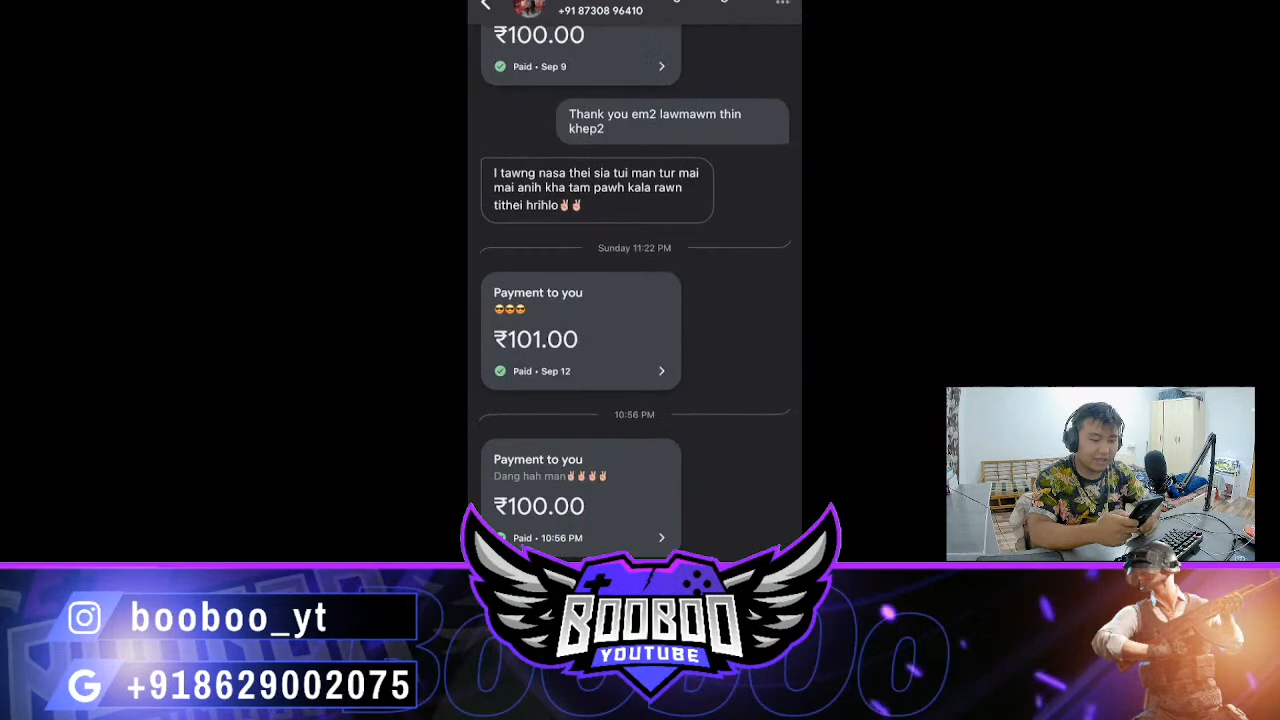 +91 87308 96410
₹100.00
Paid • Sep 9
Thank you em2 lawmawm thin
khep2
I tawng nasa thei sia tui man tur mai
mai anih kha tam pawh kala rawn
tithei hrihlo✌🏻✌🏻
Sunday 11:22 PM
Payment to you
😎😎😎
₹101.00
Paid • Sep 12
10:56 PM
Payment to you
Dang hah man✌🏻✌🏻✌🏻✌🏻
₹100.00
Paid • 10:56 PM
BOOBOO
YOUTUBE
booboo_yt
G +918629002075